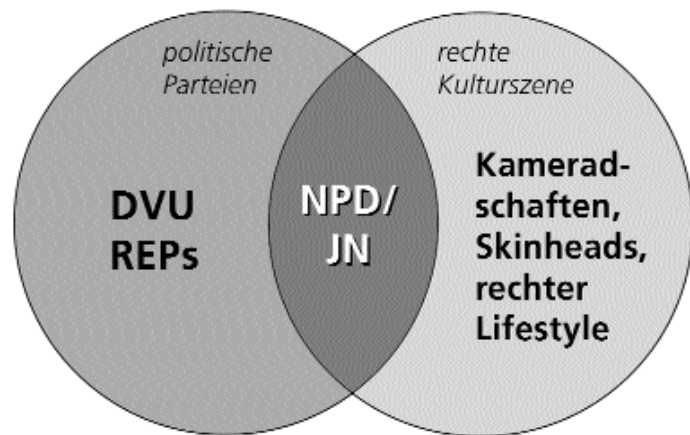 politische
Parteien
rechte
Kulturszene
DVU
REPs
NPD/
JN
Kamerad-
schaften,
Skinheads,
rechter
Lifestyle